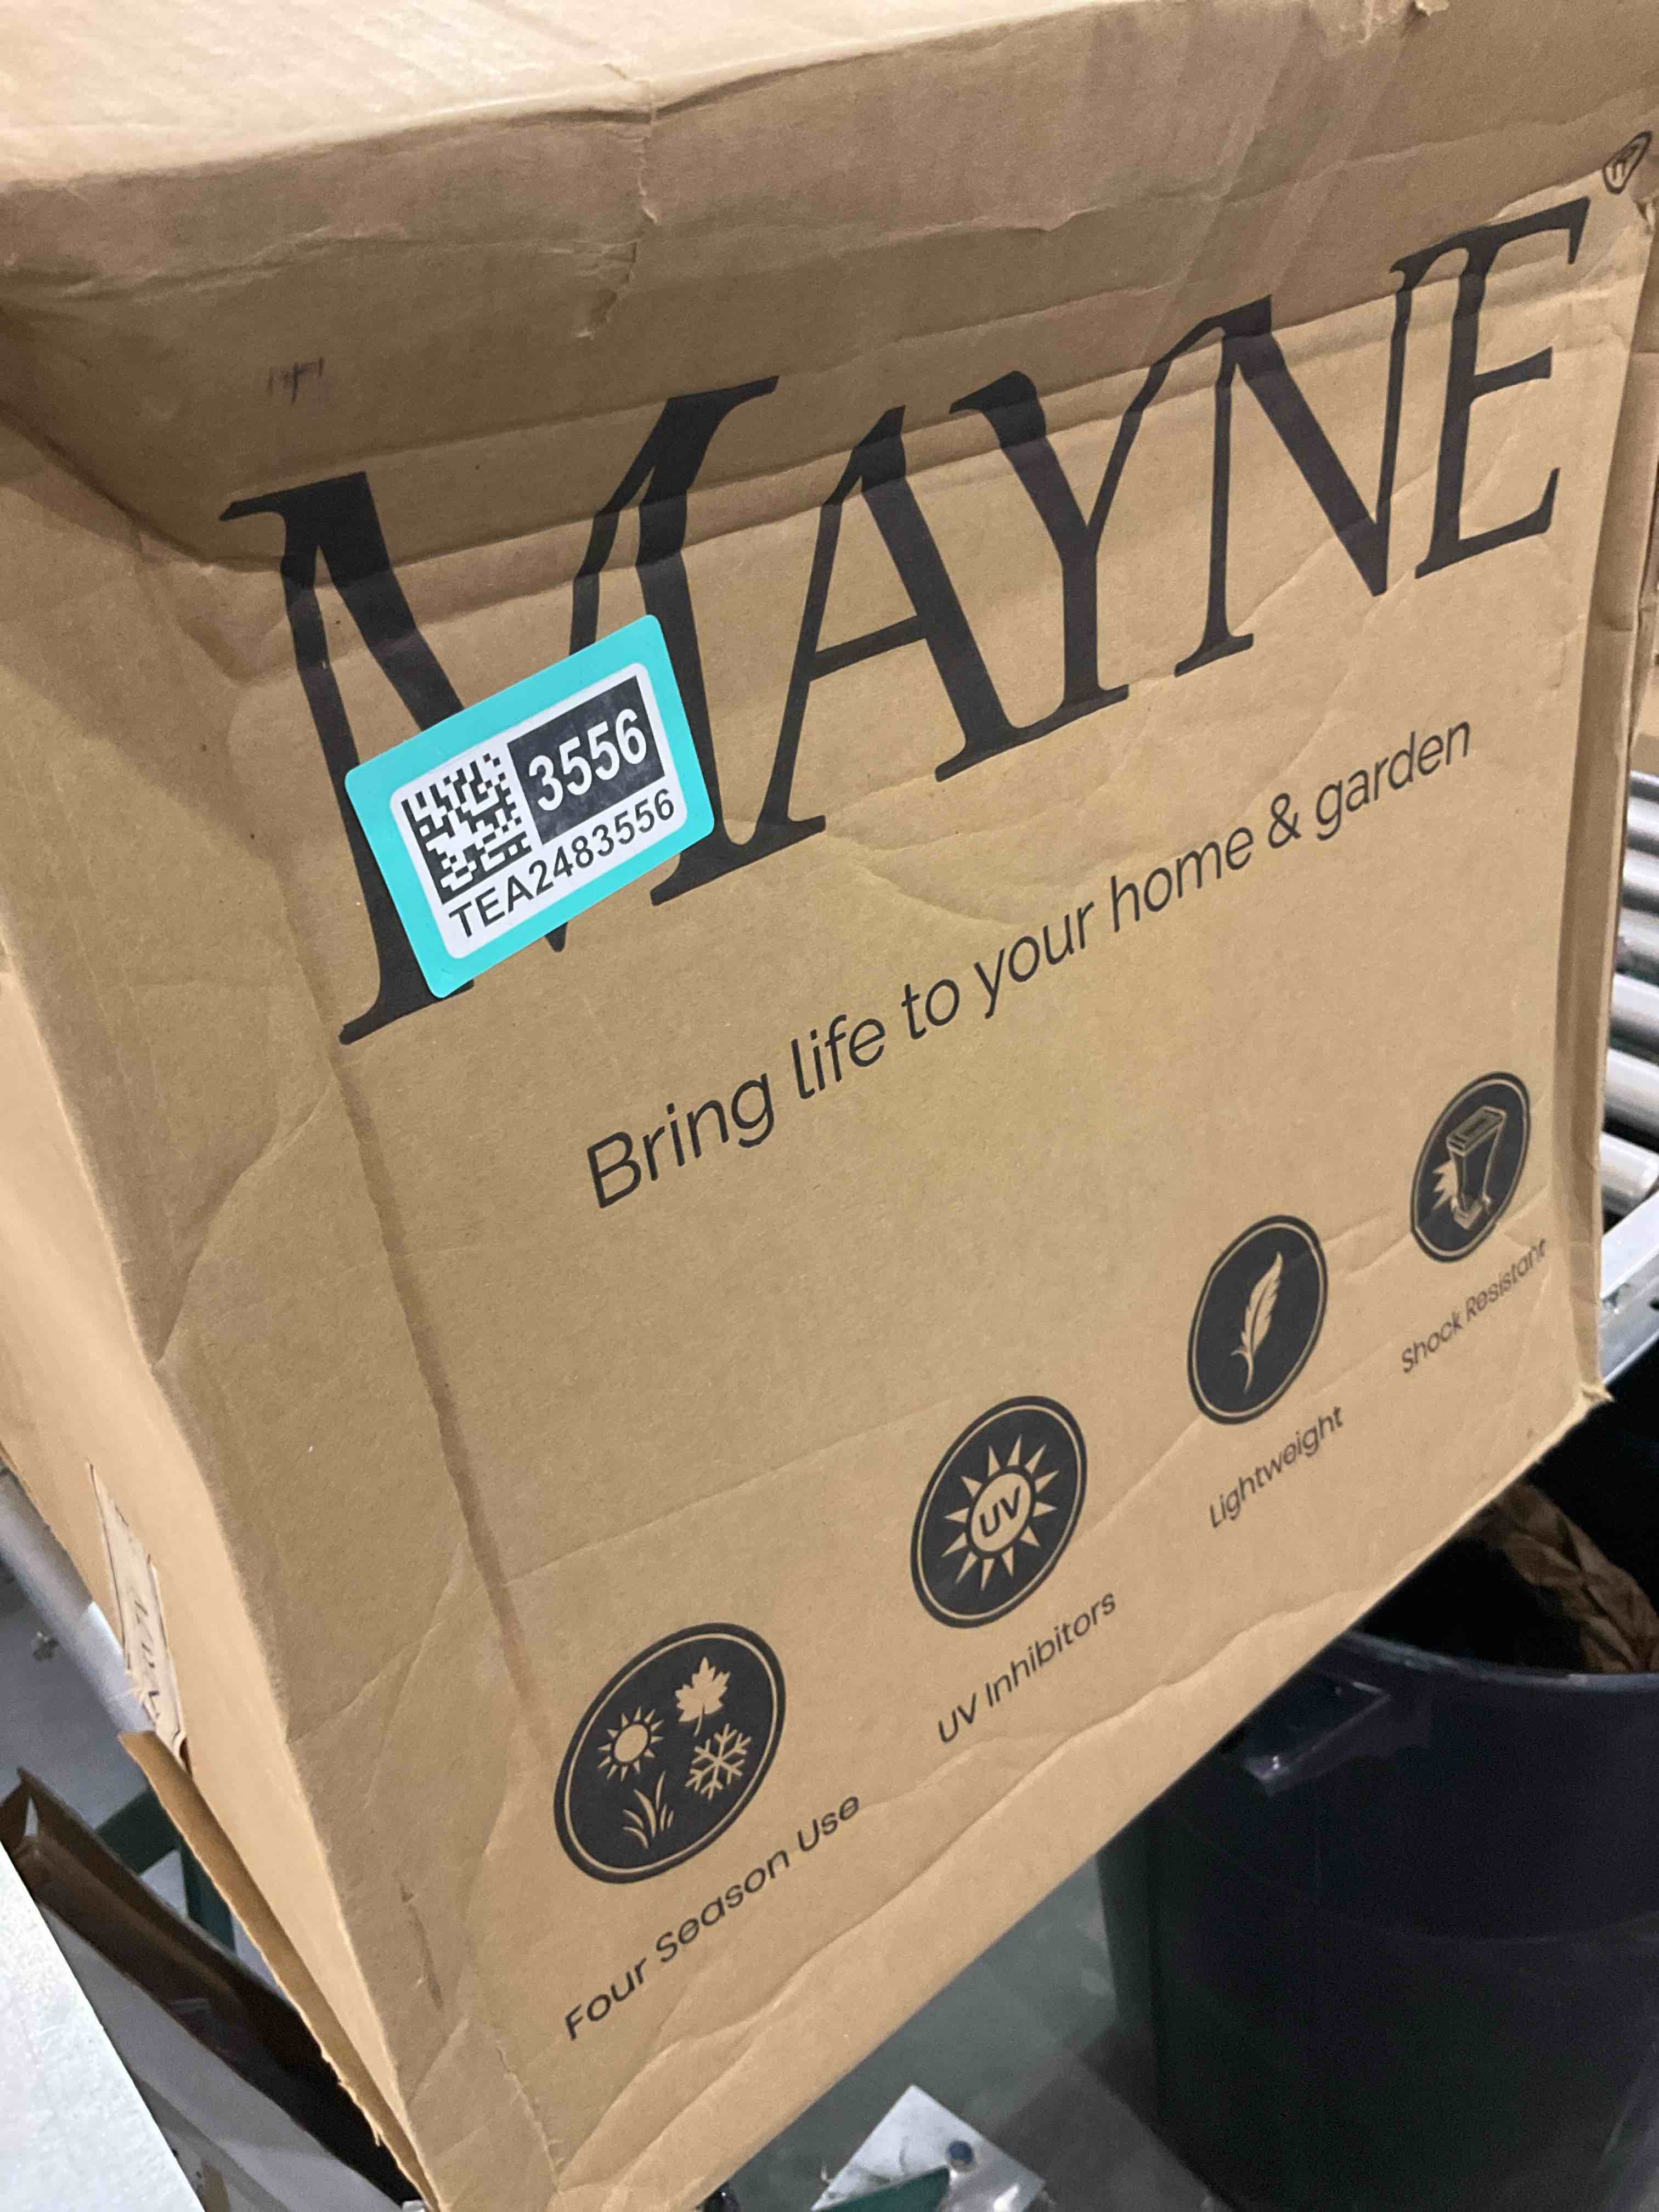 MAYNE®
3556
TEA2483556
Bring life to your home & garden
UV
Four Season Use
UV Inhibitors
Lightweight
Shock Resistant